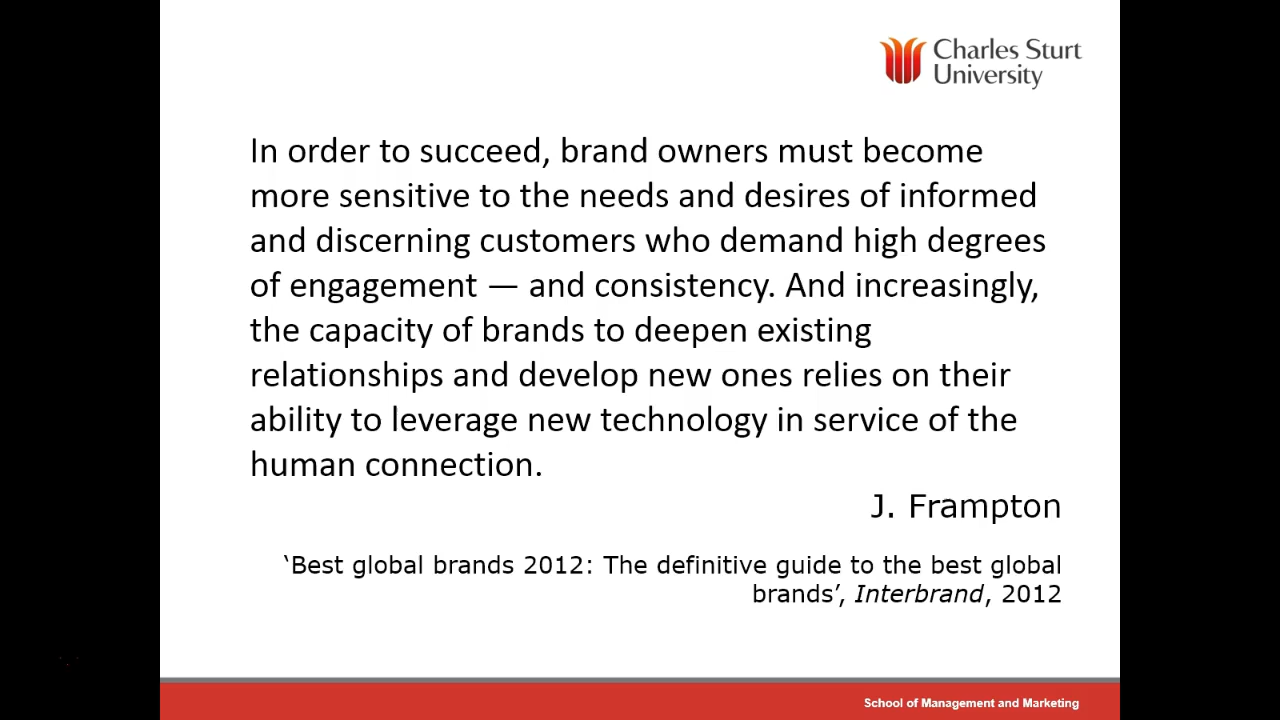 Charles Sturt
University
In order to succeed, brand owners must become
more sensitive to the needs and desires of informed
and discerning customers who demand high degrees
of engagement — and consistency. And increasingly,
the capacity of brands to deepen existing
relationships and develop new ones relies on their
ability to leverage new technology in service of the
human connection.
J. Frampton
‘Best global brands 2012: The definitive guide to the best global
brands’, Interbrand, 2012
School of Management and Marketing